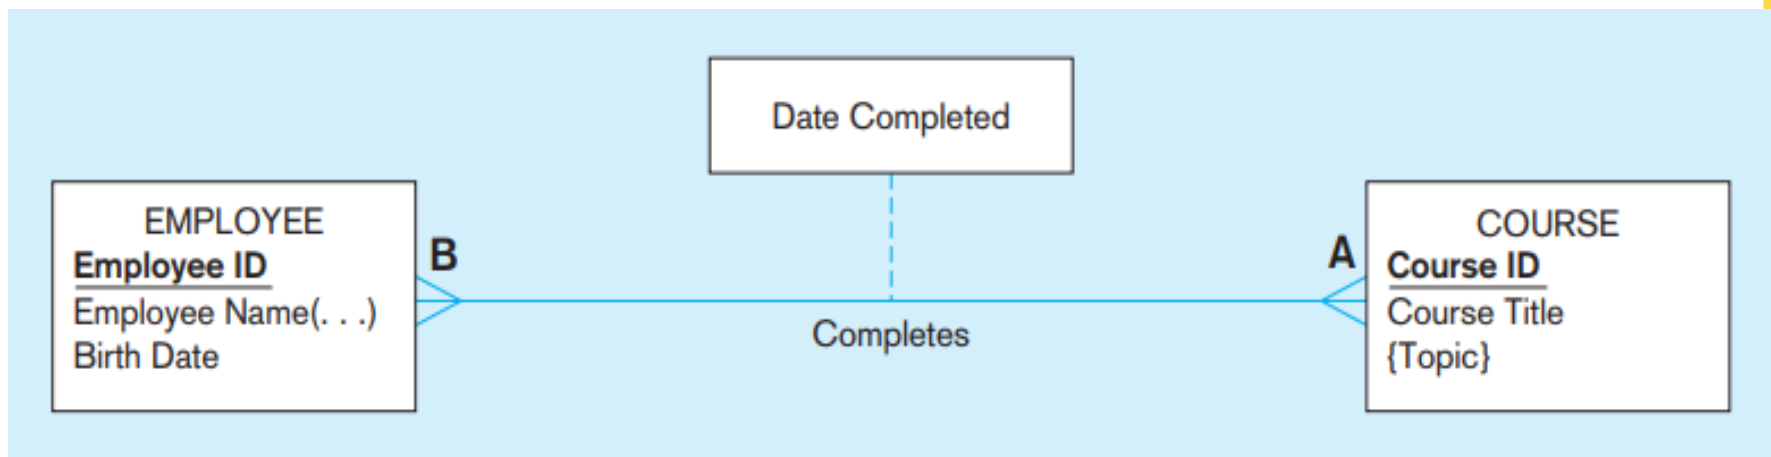 Date Completed
EMPLOYEE
Employee ID
Employee Name(. . .)
Birth Date
B
Completes
A
COURSE
Course ID
Course Title
{Topic}